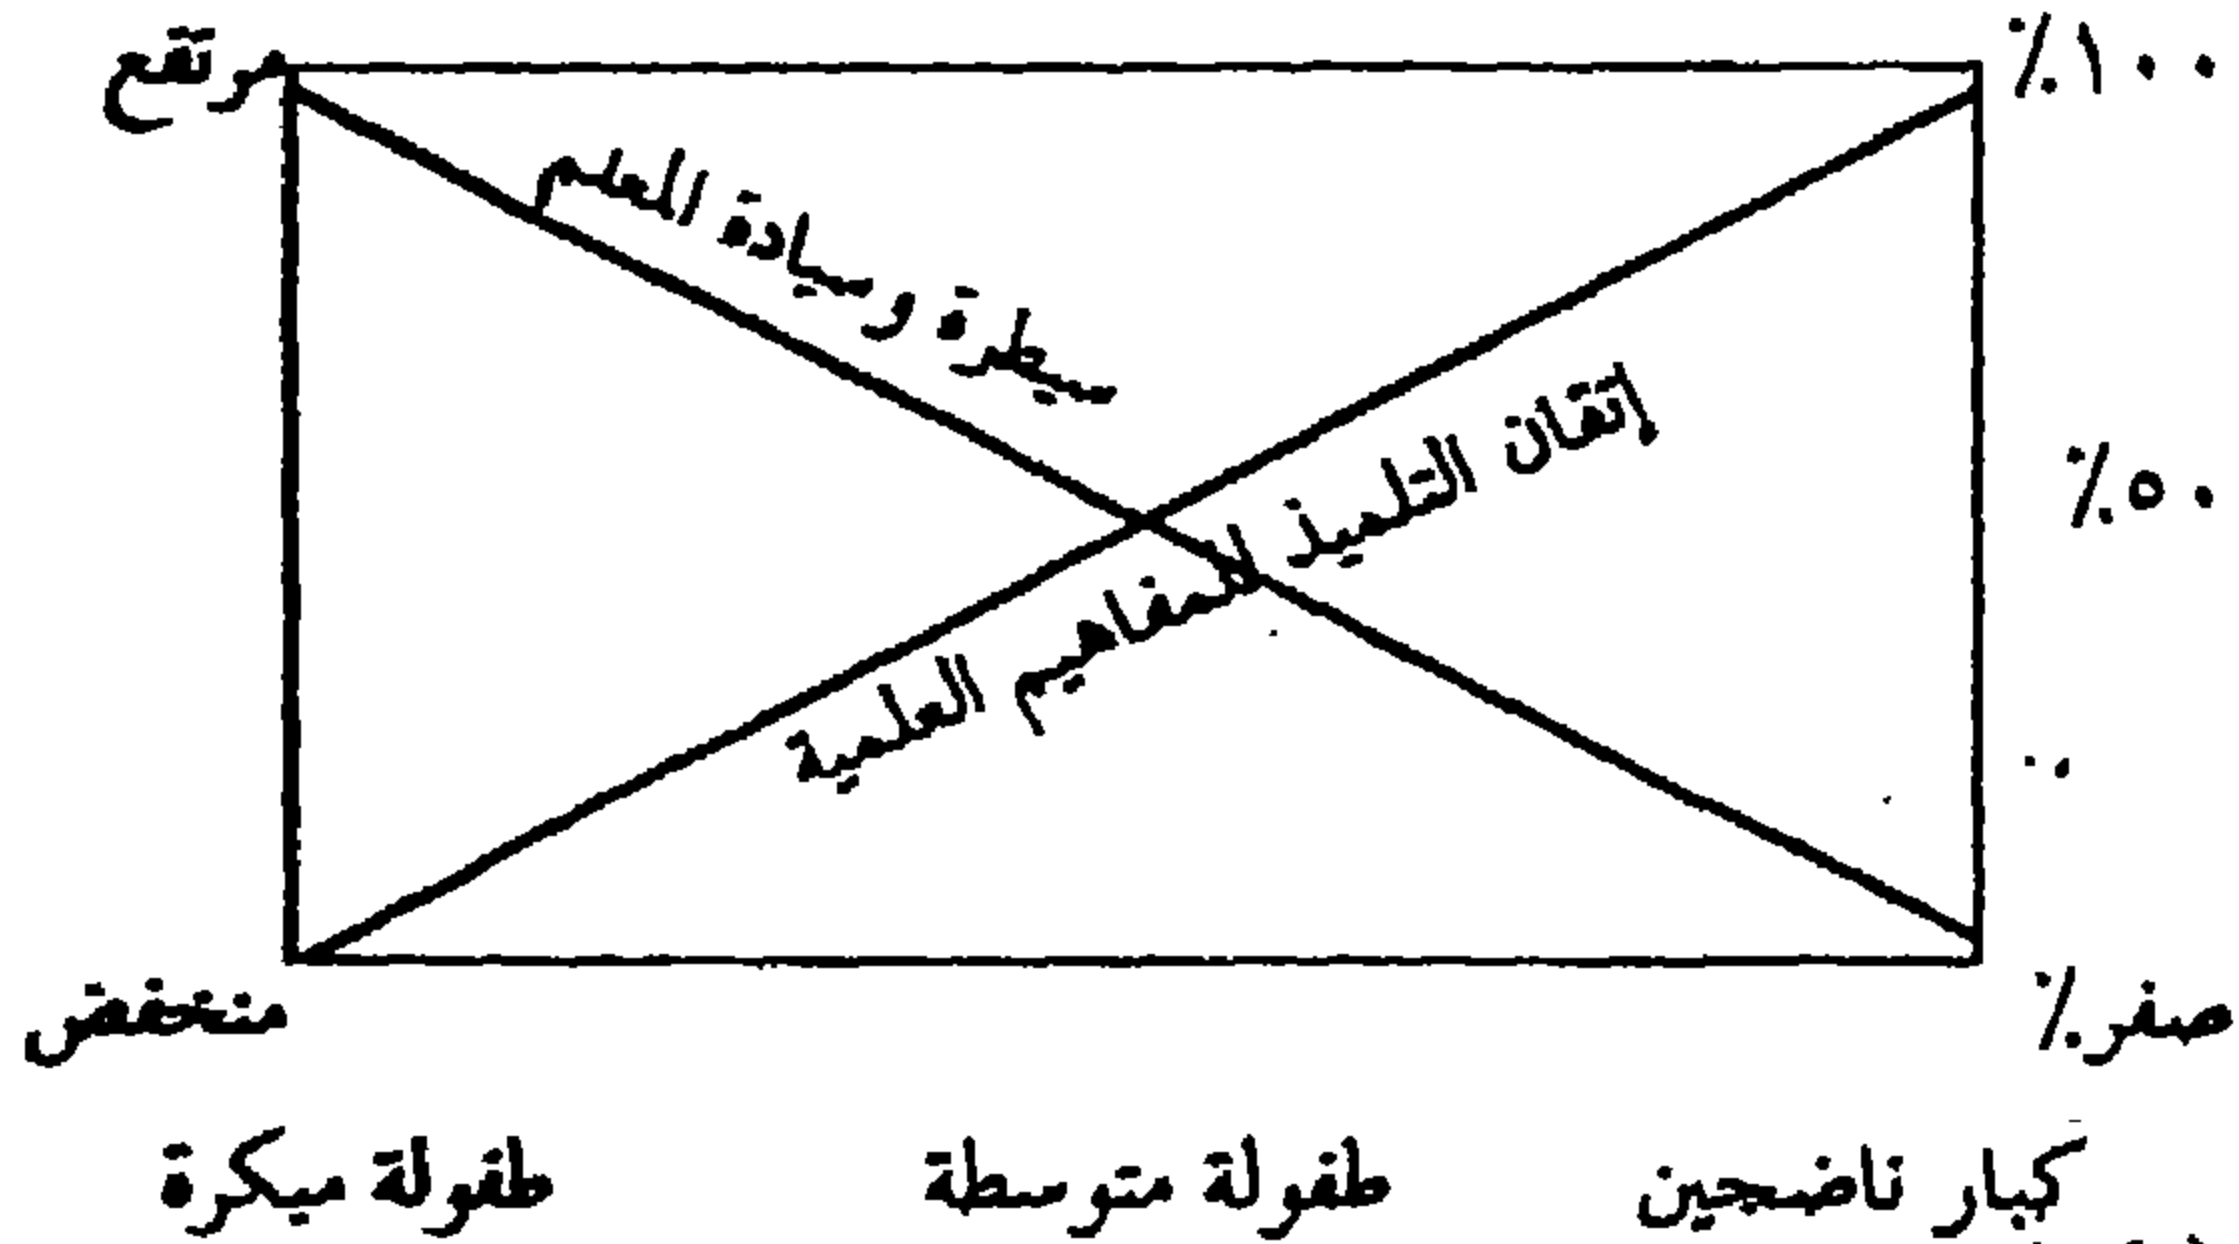 ٪١٠٠
مرتفع
سيطرة وسيادة المعلم
إتقان التلميذ للمفاهيم العلمية
٪٥٠
صفر٪
منخفض
كبار ناضجين
طفولة متوسطة
طفولة مبكرة